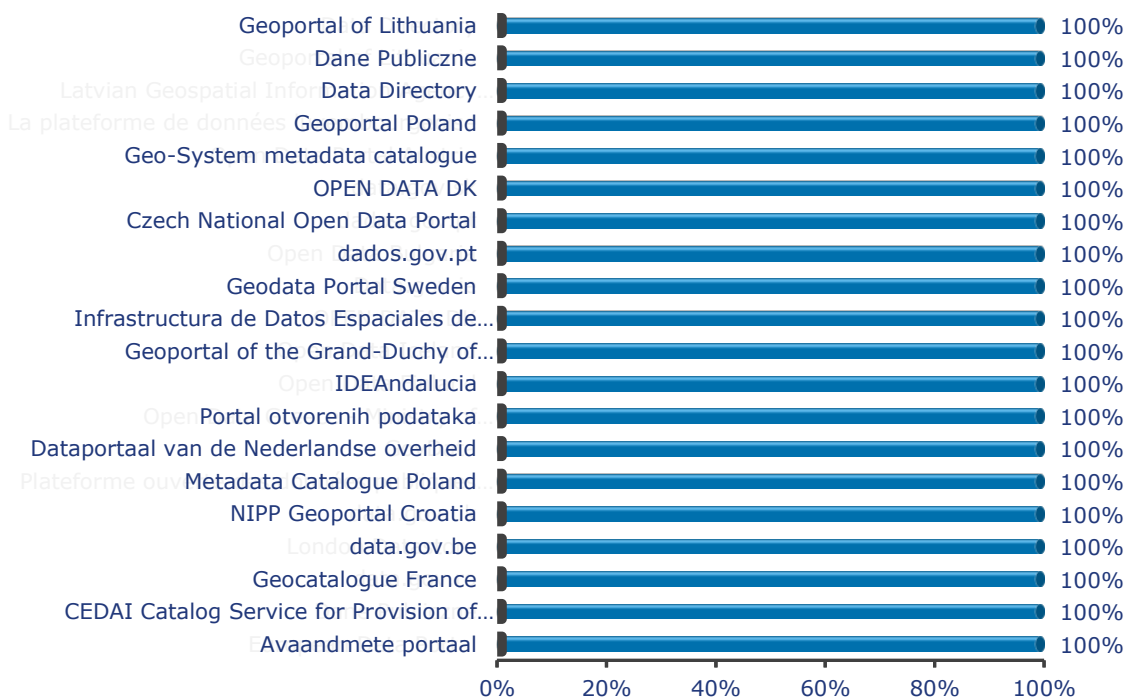 Geoportal of Lithuania 100%
Dane Publiczne 100%
Data Directory 100%
Geoportal Poland 100%
Geo-System metadata catalogue 100%
OPEN DATA DK 100%
Czech National Open Data Portal 100%
dados.gov.pt 100%
Geodata Portal Sweden 100%
Infrastructura de Datos Espaciales de... 100%
Geoportal of the Grand-Duchy of... 100%
IDEAndalucia 100%
Portal otvorenih podataka 100%
Dataportaal van de Nederlandse overheid 100%
Metadata Catalogue Poland 100%
NIPP Geoportal Croatia 100%
data.gov.be 100%
Geocatalogue France 100%
CEDAI Catalog Service for Provision of... 100%
Avaandmete portaal 100%
0% 20% 40% 60% 80% 100%